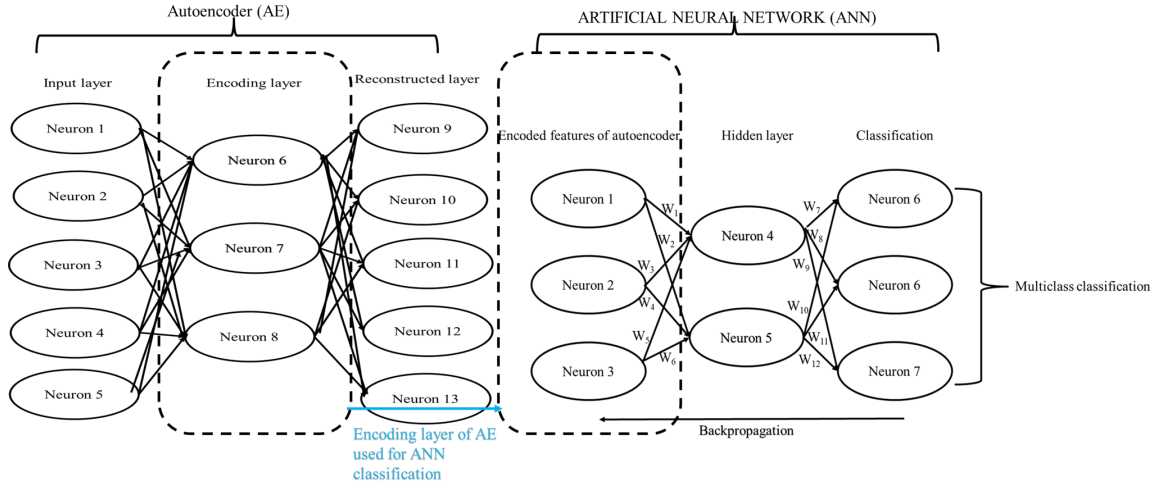 Autoencoder (AE)
Input layer
Encoding layer
Reconstructed layer
Neuron 1
Neuron 2
Neuron 3
Neuron 4
Neuron 5
Neuron 6
Neuron 7
Neuron 8
Neuron 9
Neuron 10
Neuron 11
Neuron 12
Neuron 13
Encoding layer of AE
used for ANN
classification
ARTIFICIAL NEURAL NETWORK (ANN)
Encoded features of autoencoder
Hidden layer
Classification
Neuron 1
Neuron 2
Neuron 3
W1
W2
W3
W4
W5
W6
Neuron 4
Neuron 5
W7
W8
W9
W10
W11
W12
Neuron 6
Neuron 6
Neuron 7
Multiclass classification
Backpropagation